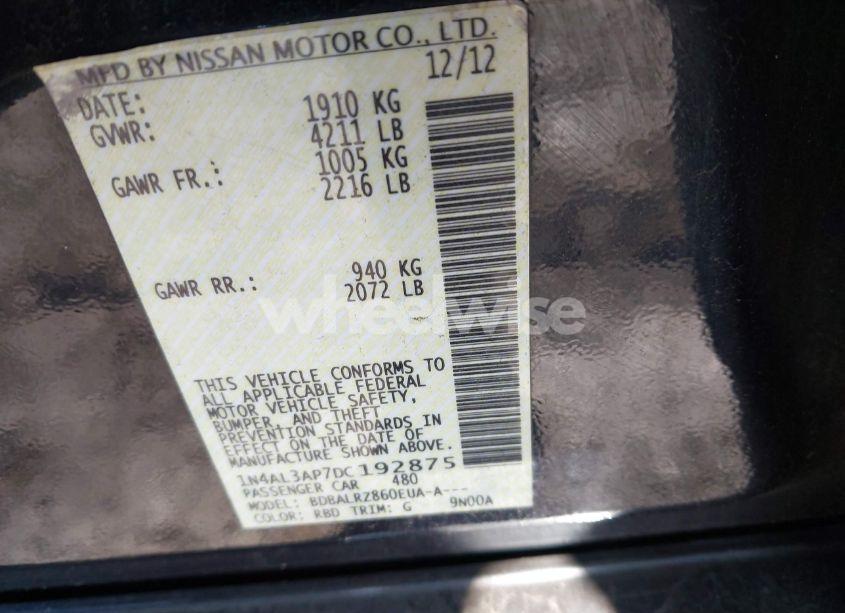 MFD BY NISSAN MOTOR CO., LTD.
DATE: 12/12
GVWR: 1910 KG
4211 LB
GAWR FR.: 1005 KG
2216 LB
GAWR RR.: 940 KG
2072 LB
wheelwise
THIS VEHICLE CONFORMS TO
ALL APPLICABLE FEDERAL
MOTOR VEHICLE SAFETY,
BUMPER, AND THEFT
PREVENTION STANDARDS IN
EFFECT ON THE DATE OF
MANUFACTURE SHOWN ABOVE.
1N4AL3AP7DC192875
PASSENGER CAR 480
MODEL: BDBALRZ860EUA-A---
COLOR: RBD TRIM: G 9N00A